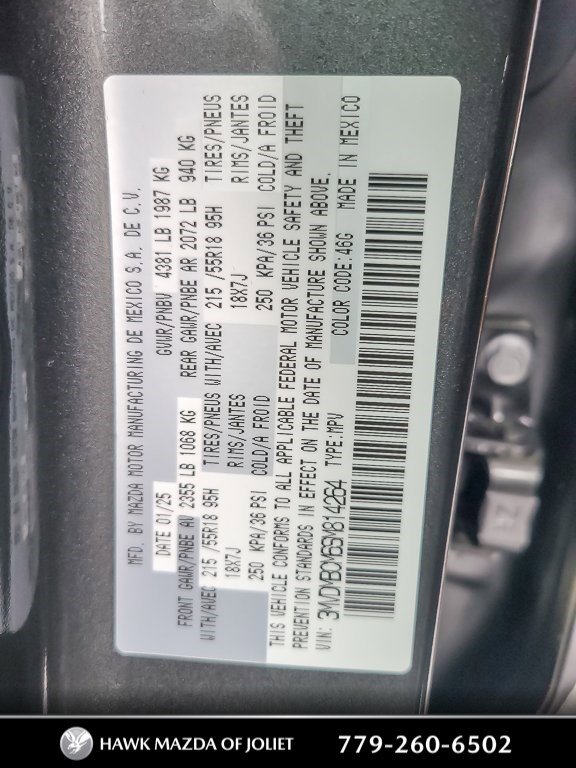 MFD. BY MAZDA MOTOR MANUFACTURING DE MEXICO S.A. DE C.V.
DATE 01/25 GVWR/PNBV 4381 LB 1987 KG
FRONT GAWR/PNBE AV 2355 LB 1068 KG REAR GAWR/PNBE AR 2072 LB 940 KG
WITH/AVEC 215 /55R18 95H TIRES/PNEUS WITH/AVEC 215 /55R18 95H TIRES/PNEUS
18X7J RIMS/JANTES 18X7J RIMS/JANTES
250 KPA/36 PSI COLD/A FROID 250 KPA/36 PSI COLD/A FROID
THIS VEHICLE CONFORMS TO ALL APPLICABLE FEDERAL MOTOR VEHICLE SAFETY AND THEFT
PREVENTION STANDARDS IN EFFECT ON THE DATE OF MANUFACTURE SHOWN ABOVE.
VIN: 3MVDMBCM6SM814264 TYPE:MPV COLOR CODE:46G MADE IN MEXICO
HAWK MAZDA OF JOLIET 779-260-6502